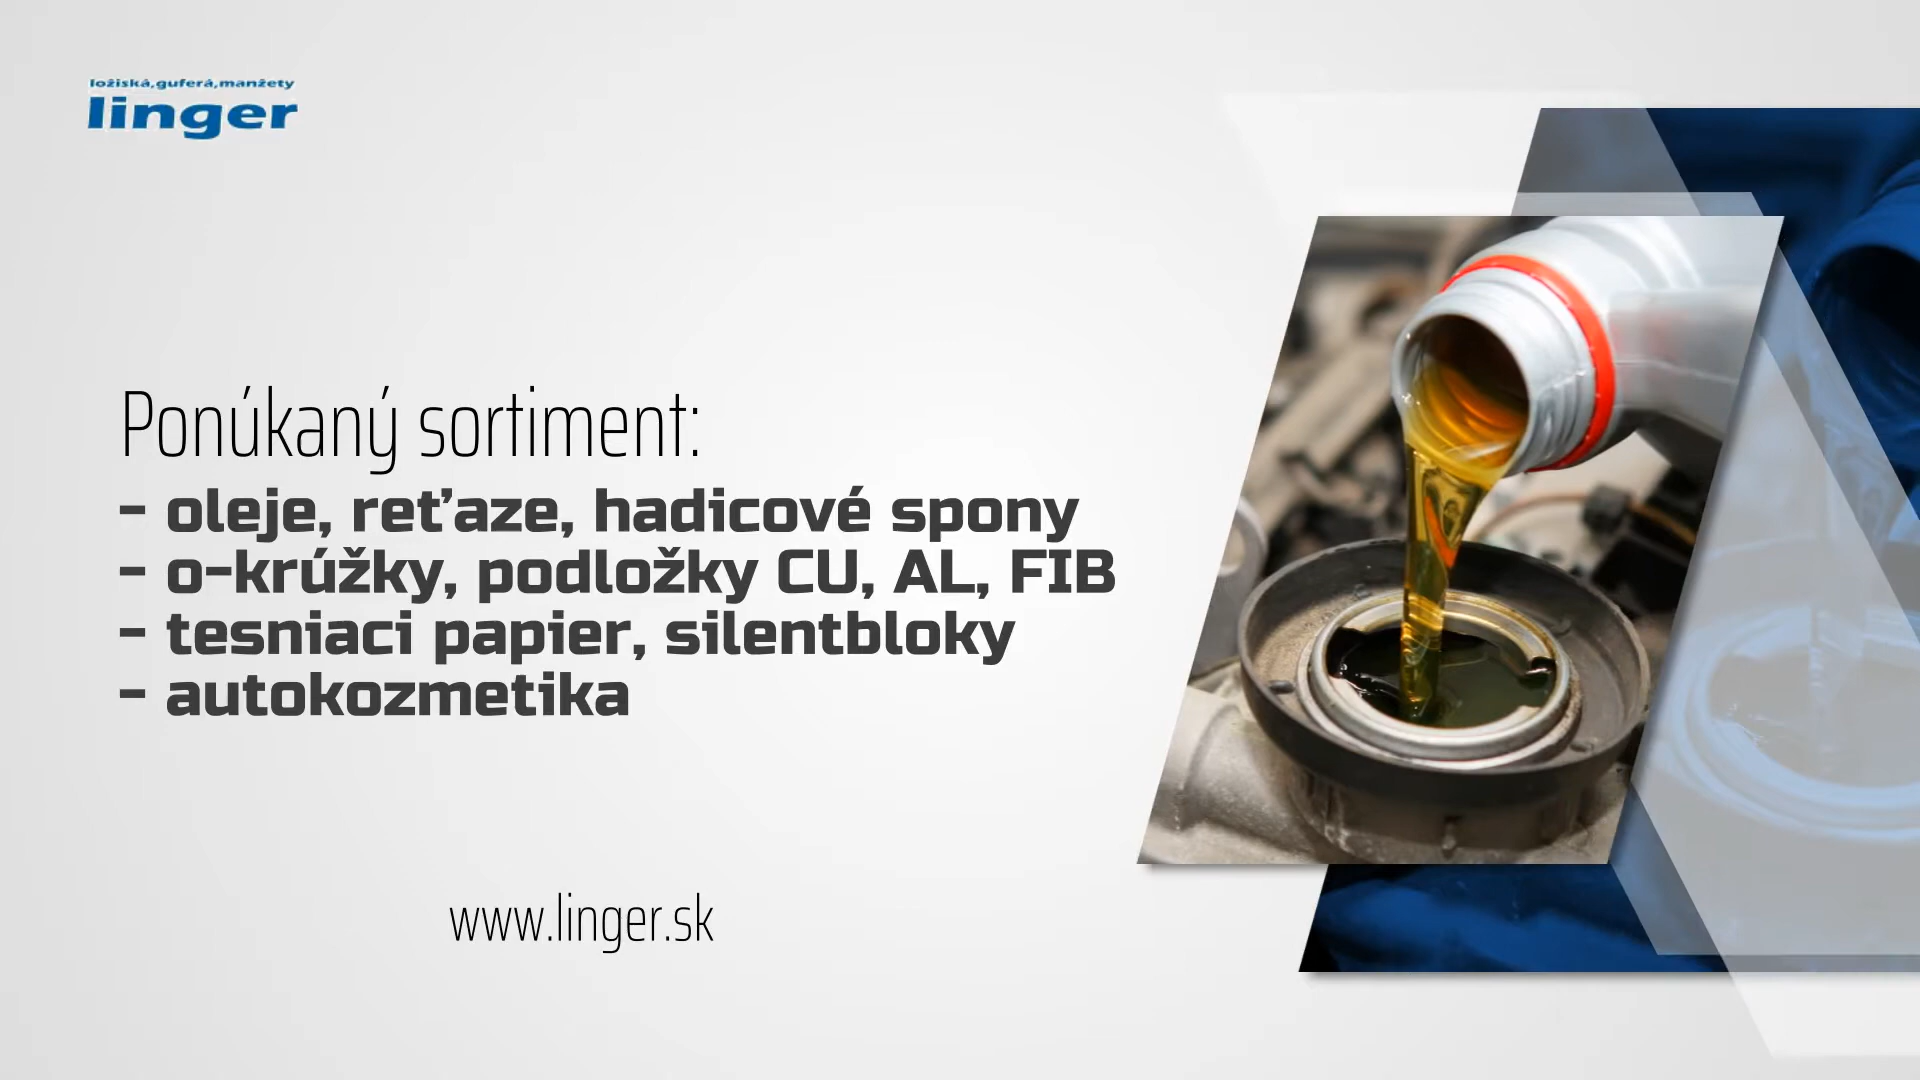 ložiská,guferá,manžety
linger
Ponúkaný sortiment:
- oleje, reťaze, hadicové spony
- o-krúžky, podložky CU, AL, FIB
- tesniaci papier, silentbloky
- autokozmetika
www.linger.sk